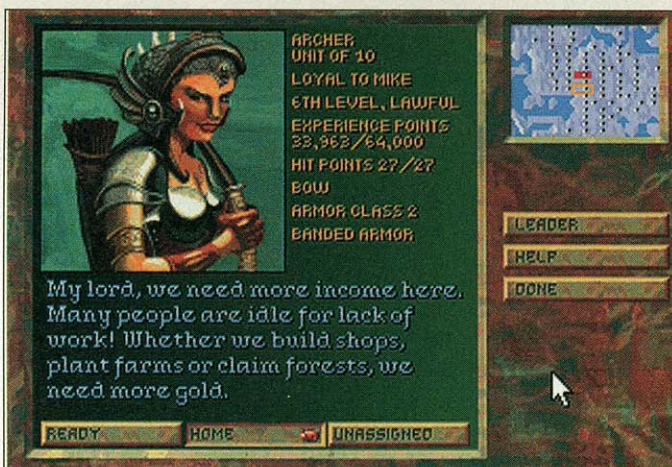 ARCHER
UNIT OF 10
LOYAL TO MIKE
6TH LEVEL, LAWFUL
EXPERIENCE POINTS
33,963/64,000
HIT POINTS 27/27
BOW
ARMOR CLASS 2
BANDED ARMOR
My lord, we need more income here.
Many people are idle for lack of
work! Whether we build shops,
plant farms or claim forests, we
need more gold.
READY HOME UNASSIGNED
LEADER
HELP
DONE